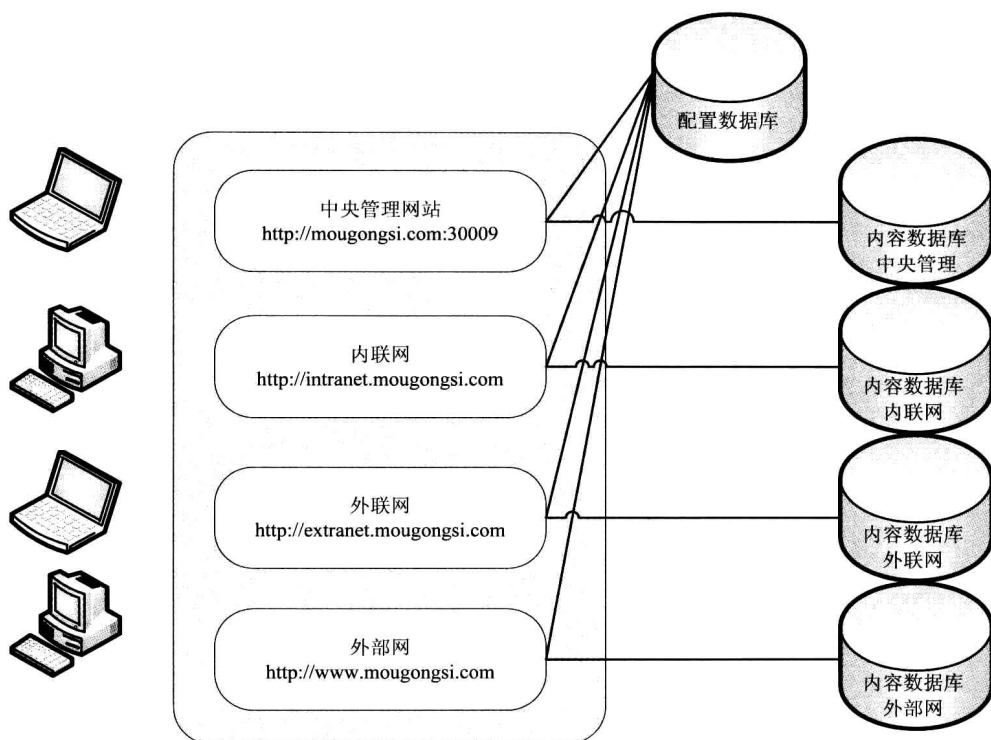 配置数据库
中央管理网站
http://mougongsi.com:30009
内容数据库
中央管理
内联网
http://intranet.mougongsi.com
内容数据库
内联网
外联网
http://extranet.mougongsi.com
内容数据库
外联网
外部网
http://www.mougongsi.com
内容数据库
外部网